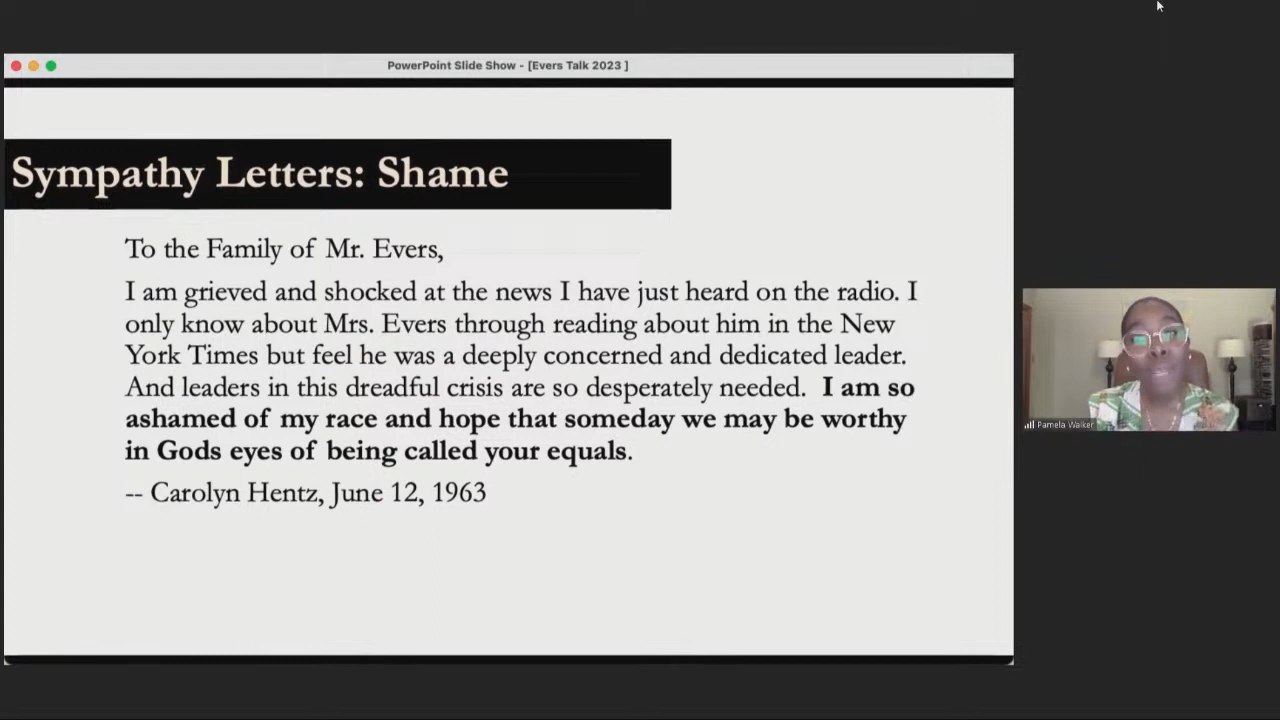 PowerPoint Slide Show - [Evers Talk 2023 ]
Sympathy Letters: Shame
To the Family of Mr. Evers,
I am grieved and shocked at the news I have just heard on the radio. I
only know about Mrs. Evers through reading about him in the New
York Times but feel he was a deeply concerned and dedicated leader.
And leaders in this dreadful crisis are so desperately needed. I am so
ashamed of my race and hope that someday we may be worthy
in Gods eyes of being called your equals.
-- Carolyn Hentz, June 12, 1963
Pamela Walker